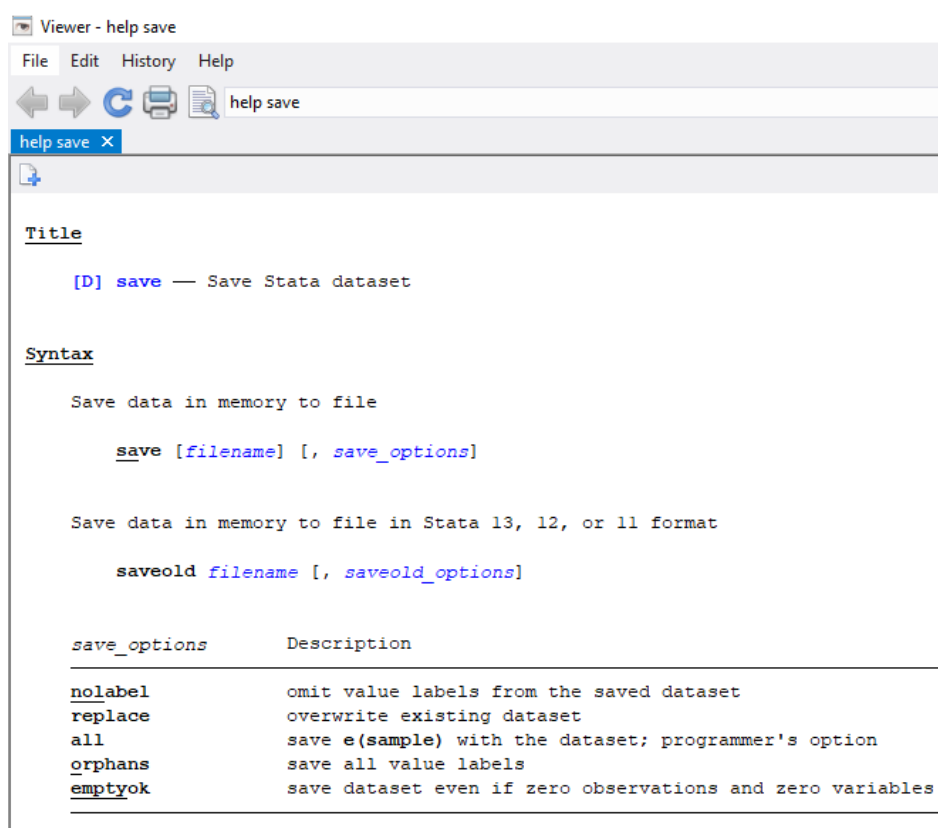 Viewer - help save
File Edit History Help
help save
help save ×
Title
[D] save — Save Stata dataset
Syntax
Save data in memory to file
save [filename] [, save_options]
Save data in memory to file in Stata 13, 12, or 11 format
saveold filename [, saveold_options]
save_options Description
nolabel omit value labels from the saved dataset
replace overwrite existing dataset
all save e(sample) with the dataset; programmer's option
orphans save all value labels
emptyok save dataset even if zero observations and zero variables